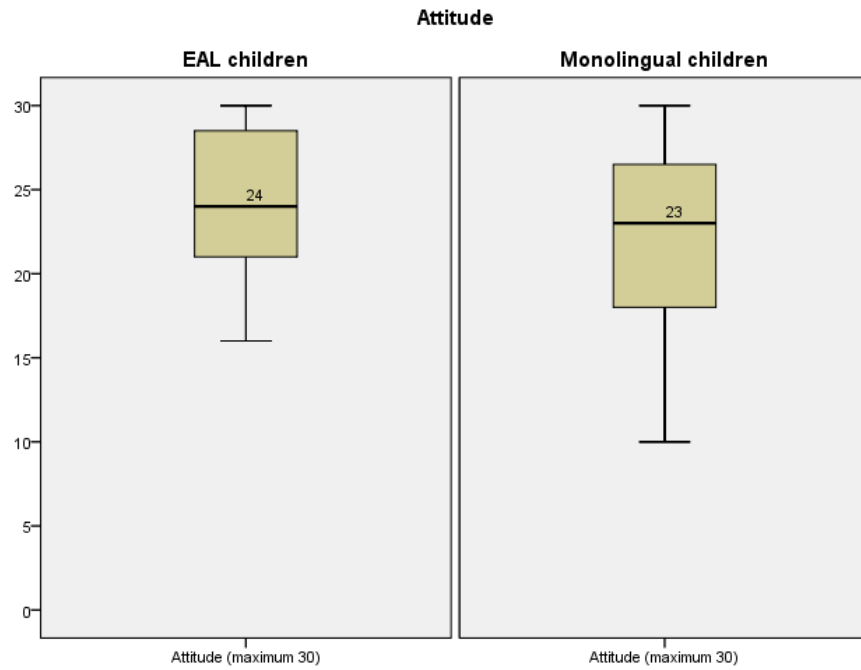 Attitude
EAL children
Monolingual children
30
25
20
15
10
5
0
24
23
Attitude (maximum 30)
Attitude (maximum 30)